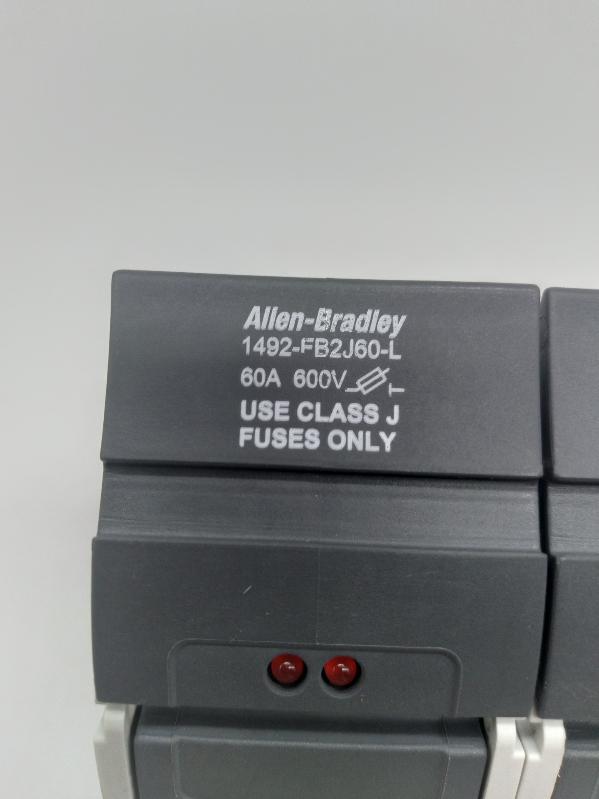 Allen-Bradley
1492-FB2J60-L
60A 600V
USE CLASS J
FUSES ONLY